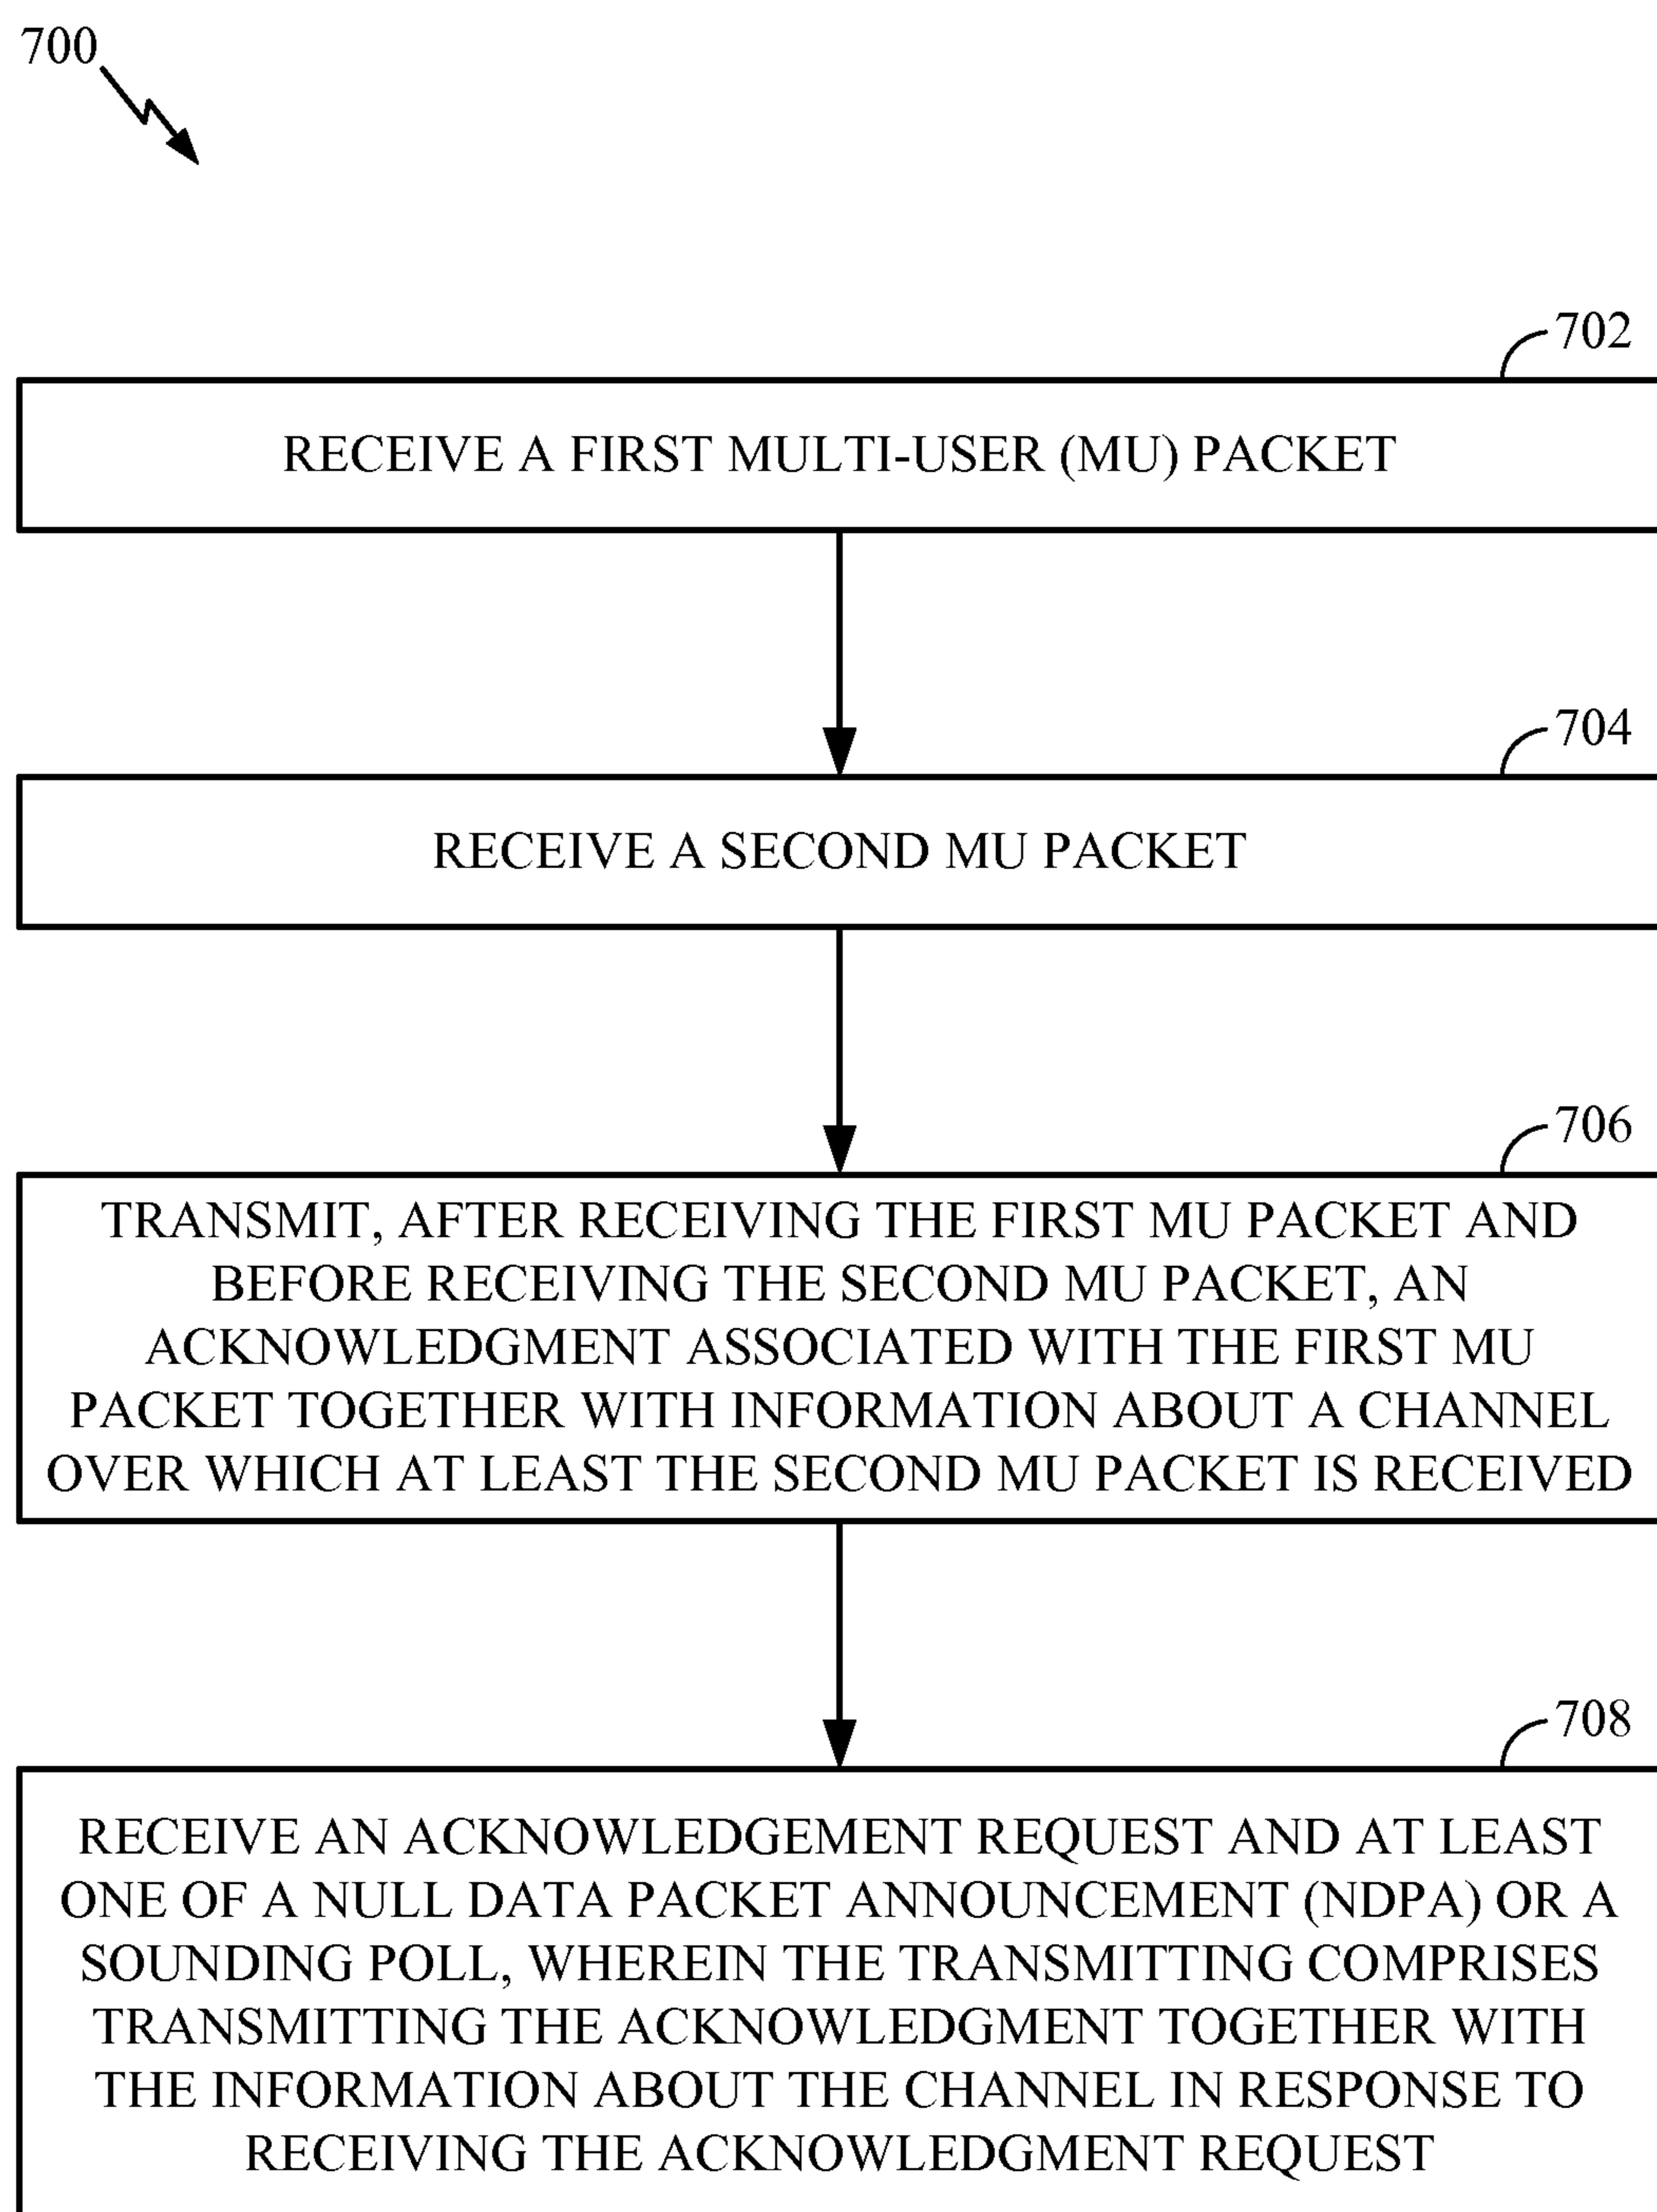 700
702
RECEIVE A FIRST MULTI-USER (MU) PACKET
704
RECEIVE A SECOND MU PACKET
706
TRANSMIT, AFTER RECEIVING THE FIRST MU PACKET AND
BEFORE RECEIVING THE SECOND MU PACKET, AN
ACKNOWLEDGMENT ASSOCIATED WITH THE FIRST MU
PACKET TOGETHER WITH INFORMATION ABOUT A CHANNEL
OVER WHICH AT LEAST THE SECOND MU PACKET IS RECEIVED
708
RECEIVE AN ACKNOWLEDGEMENT REQUEST AND AT LEAST
ONE OF A NULL DATA PACKET ANNOUNCEMENT (NDPA) OR A
SOUNDING POLL, WHEREIN THE TRANSMITTING COMPRISES
TRANSMITTING THE ACKNOWLEDGMENT TOGETHER WITH
THE INFORMATION ABOUT THE CHANNEL IN RESPONSE TO
RECEIVING THE ACKNOWLEDGMENT REQUEST